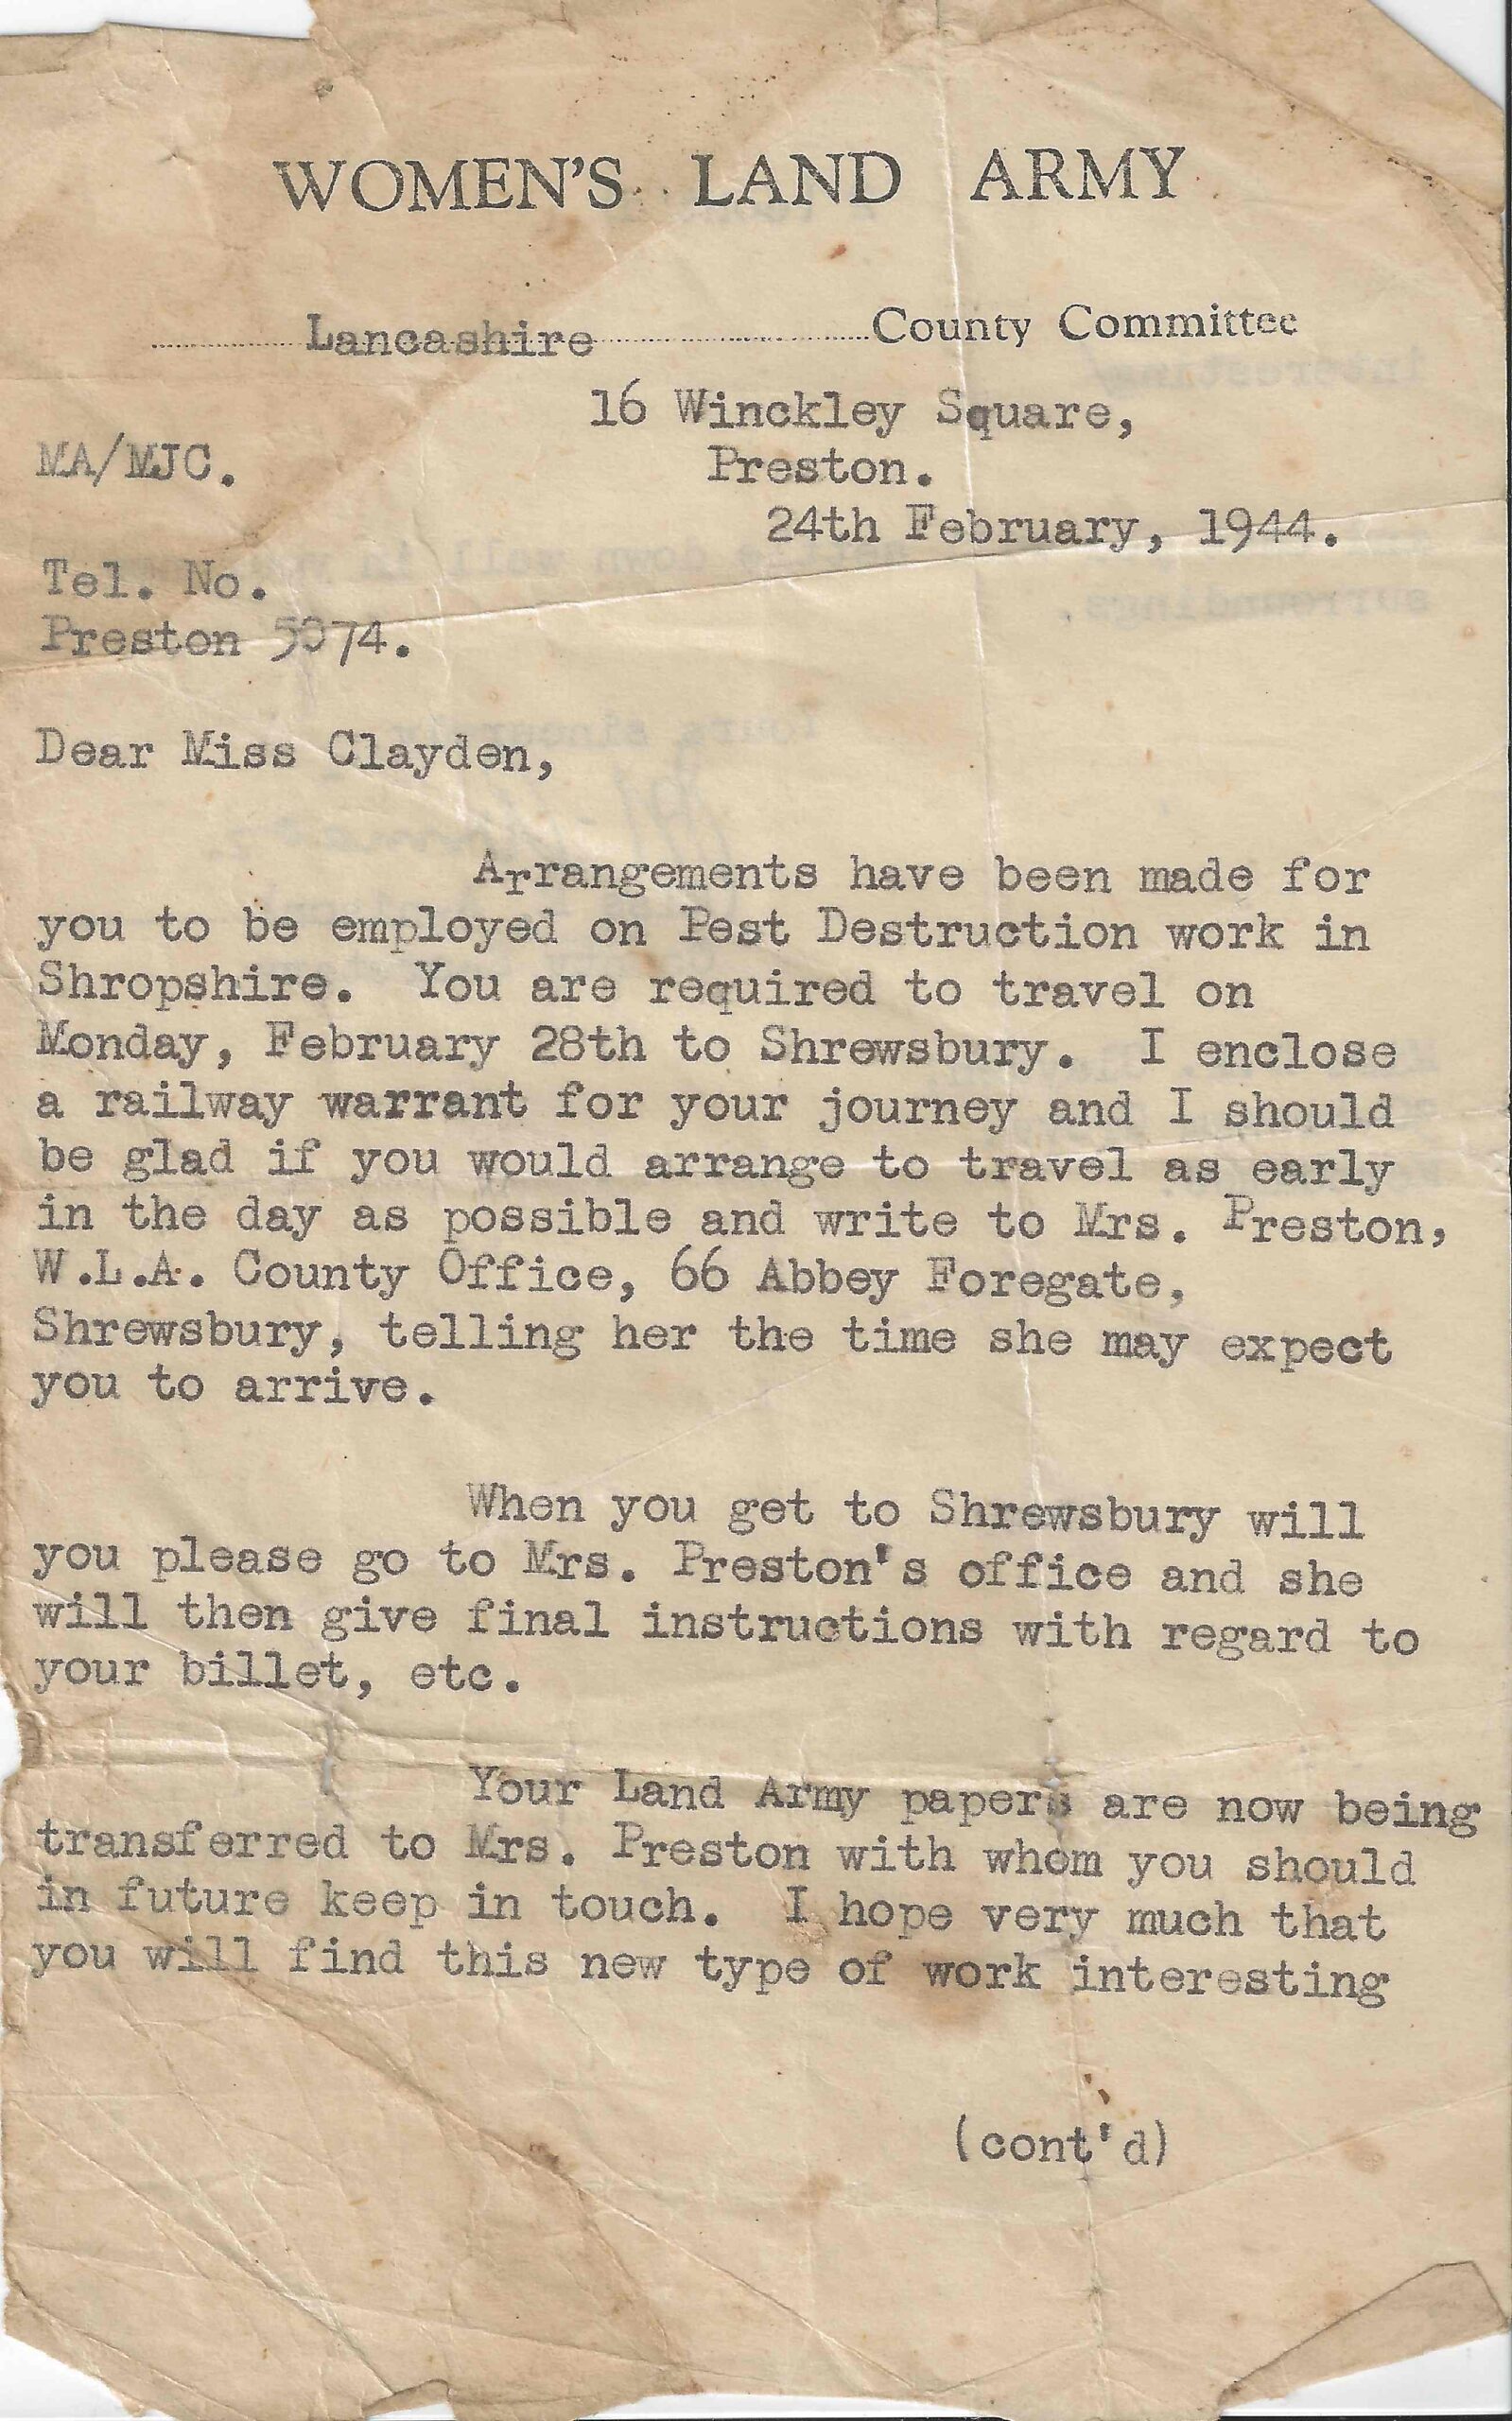 WOMEN'S LAND ARMY
Lancashire County Committee
16 Winckley Square,
MA/MJC.
Preston.
24th February, 1944.
Tel. No.
Preston 5074.
Dear Miss Clayden,
Arrangements have been made for
you to be employed on Pest Destruction work in
Shropshire. You are required to travel on
Monday, February 28th to Shrewsbury. I enclose
a railway warrant for your journey and I should
be glad if you would arrange to travel as early
in the day as possible and write to Mrs. Preston,
W.L.A. County Office, 66 Abbey Foregate,
Shrewsbury, telling her the time she may expect
you to arrive.
When you get to Shrewsbury will
you please go to Mrs. Preston's office and she
will then give final instructions with regard to
your billet, etc.
Your Land Army papers are now being
transferred to Mrs. Preston with whom you should
in future keep in touch. I hope very much that
you will find this new type of work interesting
(cont'd)